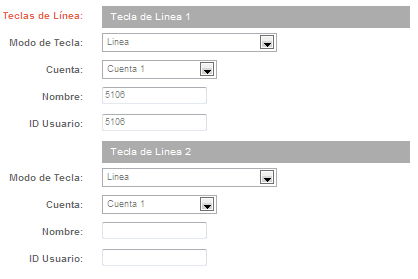 Teclas de Línea: Tecla de Linea 1
Modo de Tecla: Linea
Cuenta: Cuenta 1
Nombre: 5106
ID Usuario: 5106
Tecla de Linea 2
Modo de Tecla: Linea
Cuenta: Cuenta 1
Nombre:
ID Usuario: